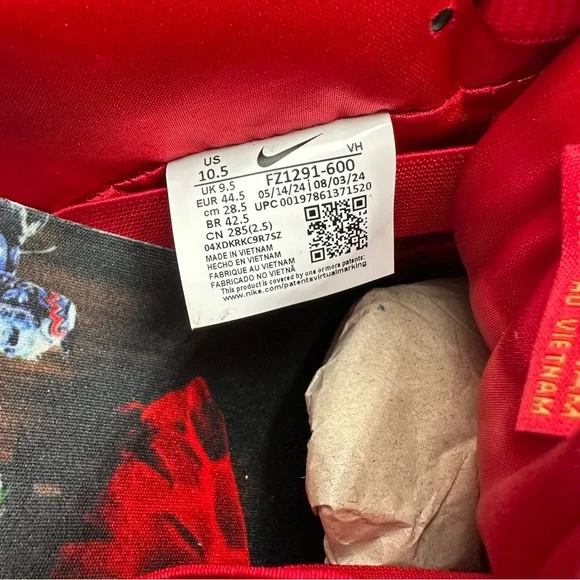 US VH
10.5 FZ1291-600
UK 9.5 05/14/24 | 08/03/24
EUR 44.5 UPC 00197861371520
cm 28.5
BR 42.5
CN 285(2.5)
04XDKRKC9R7SZ
MADE IN VIETNAM
HECHO EN VIETNAM
FABRIQUE AU VIETNAM
FABRICADO NO VIETNÃ
This product is covered by one or more patents. See
www.nike.com/patentsvirtualmarking
VIETNAM